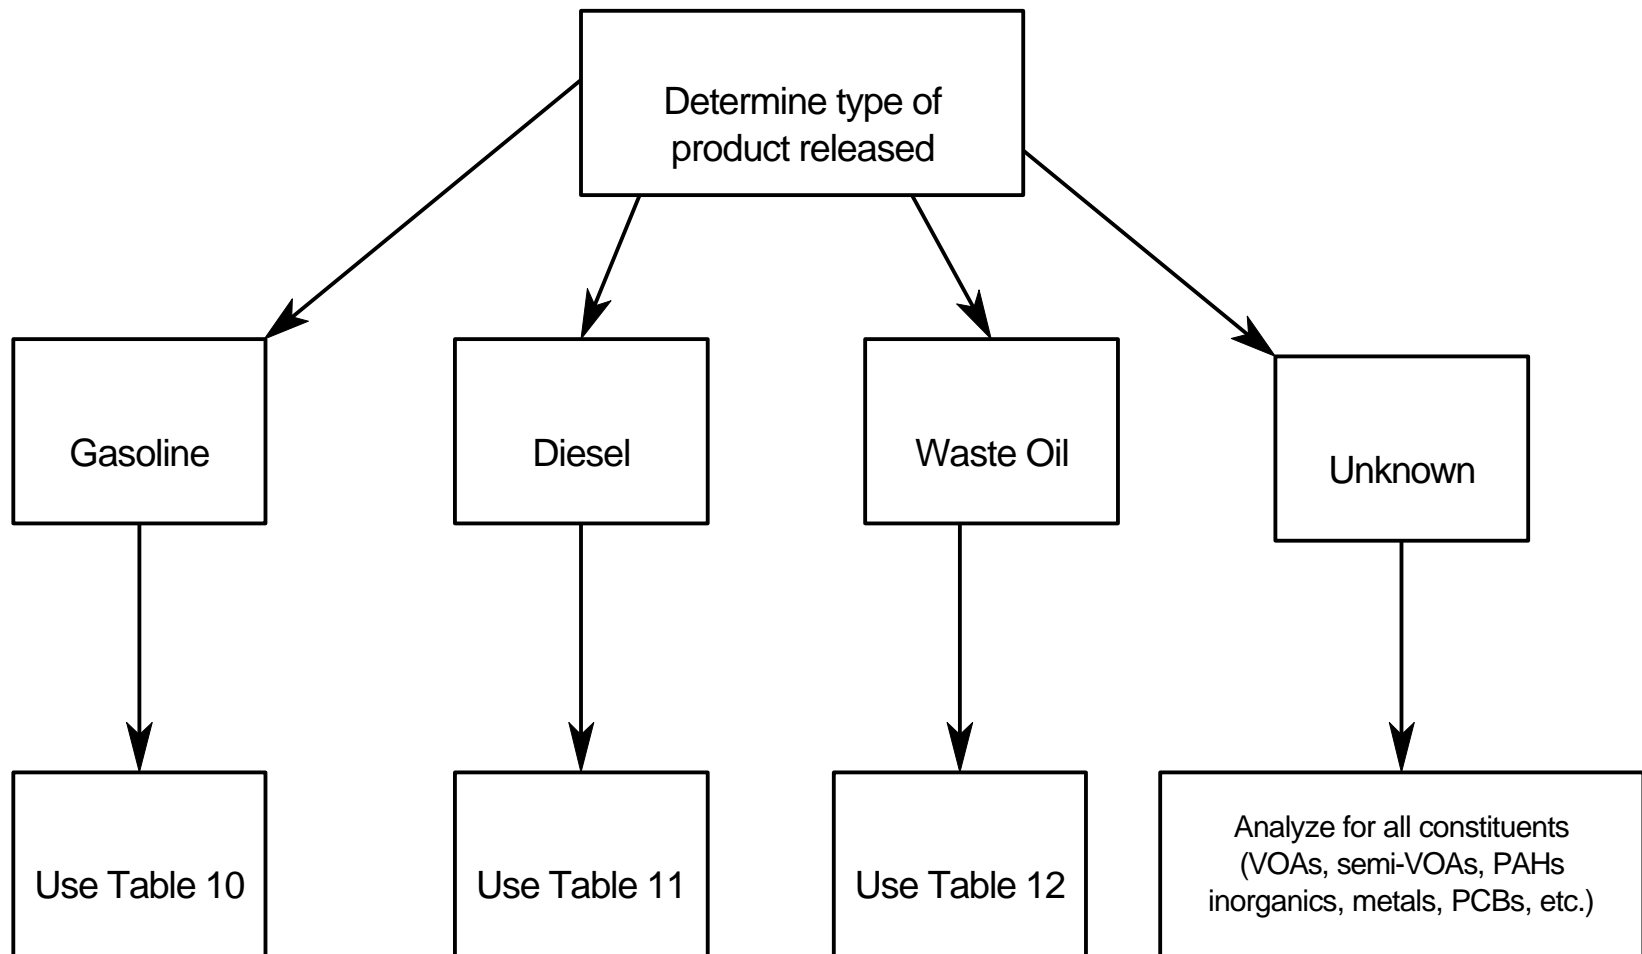 Determine type of
product released
Gasoline
Diesel
Waste Oil
Unknown
Use Table 10
Use Table 11
Use Table 12
Analyze for all constituents
(VOAs, semi-VOAs, PAHs
inorganics, metals, PCBs, etc.)